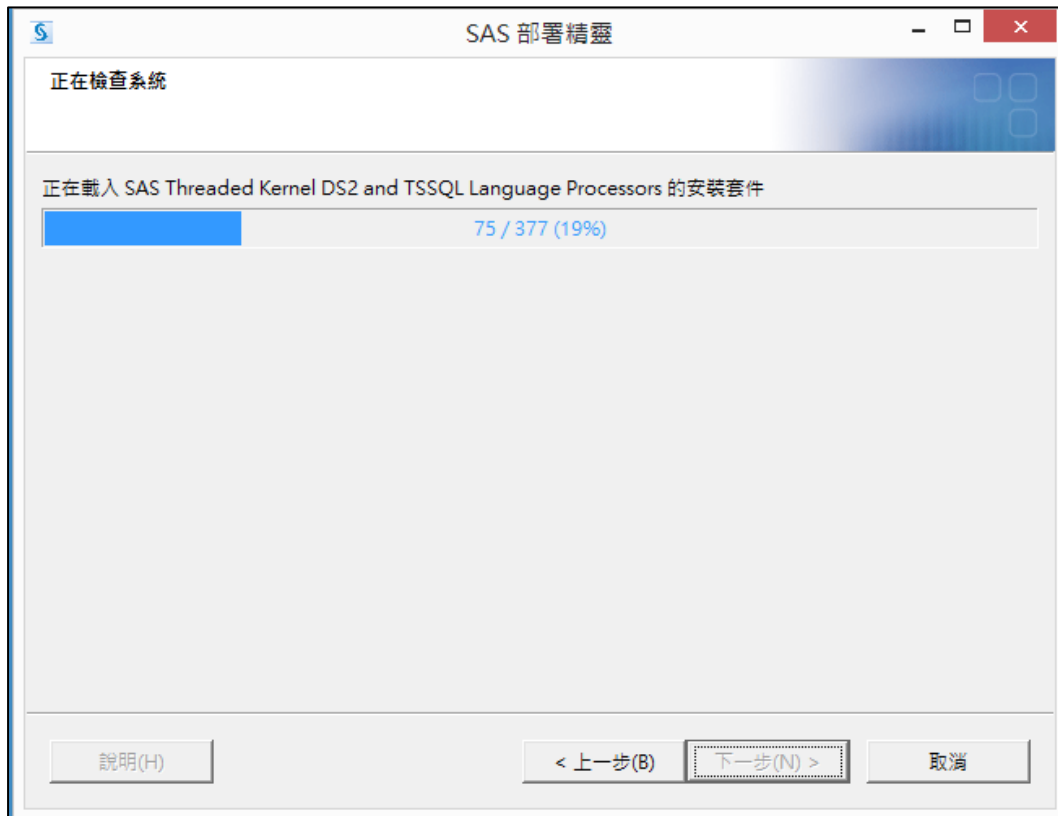 SAS 部署精靈
正在檢查系統
正在載入 SAS Threaded Kernel DS2 and TSSQL Language Processors 的安裝套件
75 / 377 (19%)
說明(H)
< 上一步(B)
下一步(N) >
取消